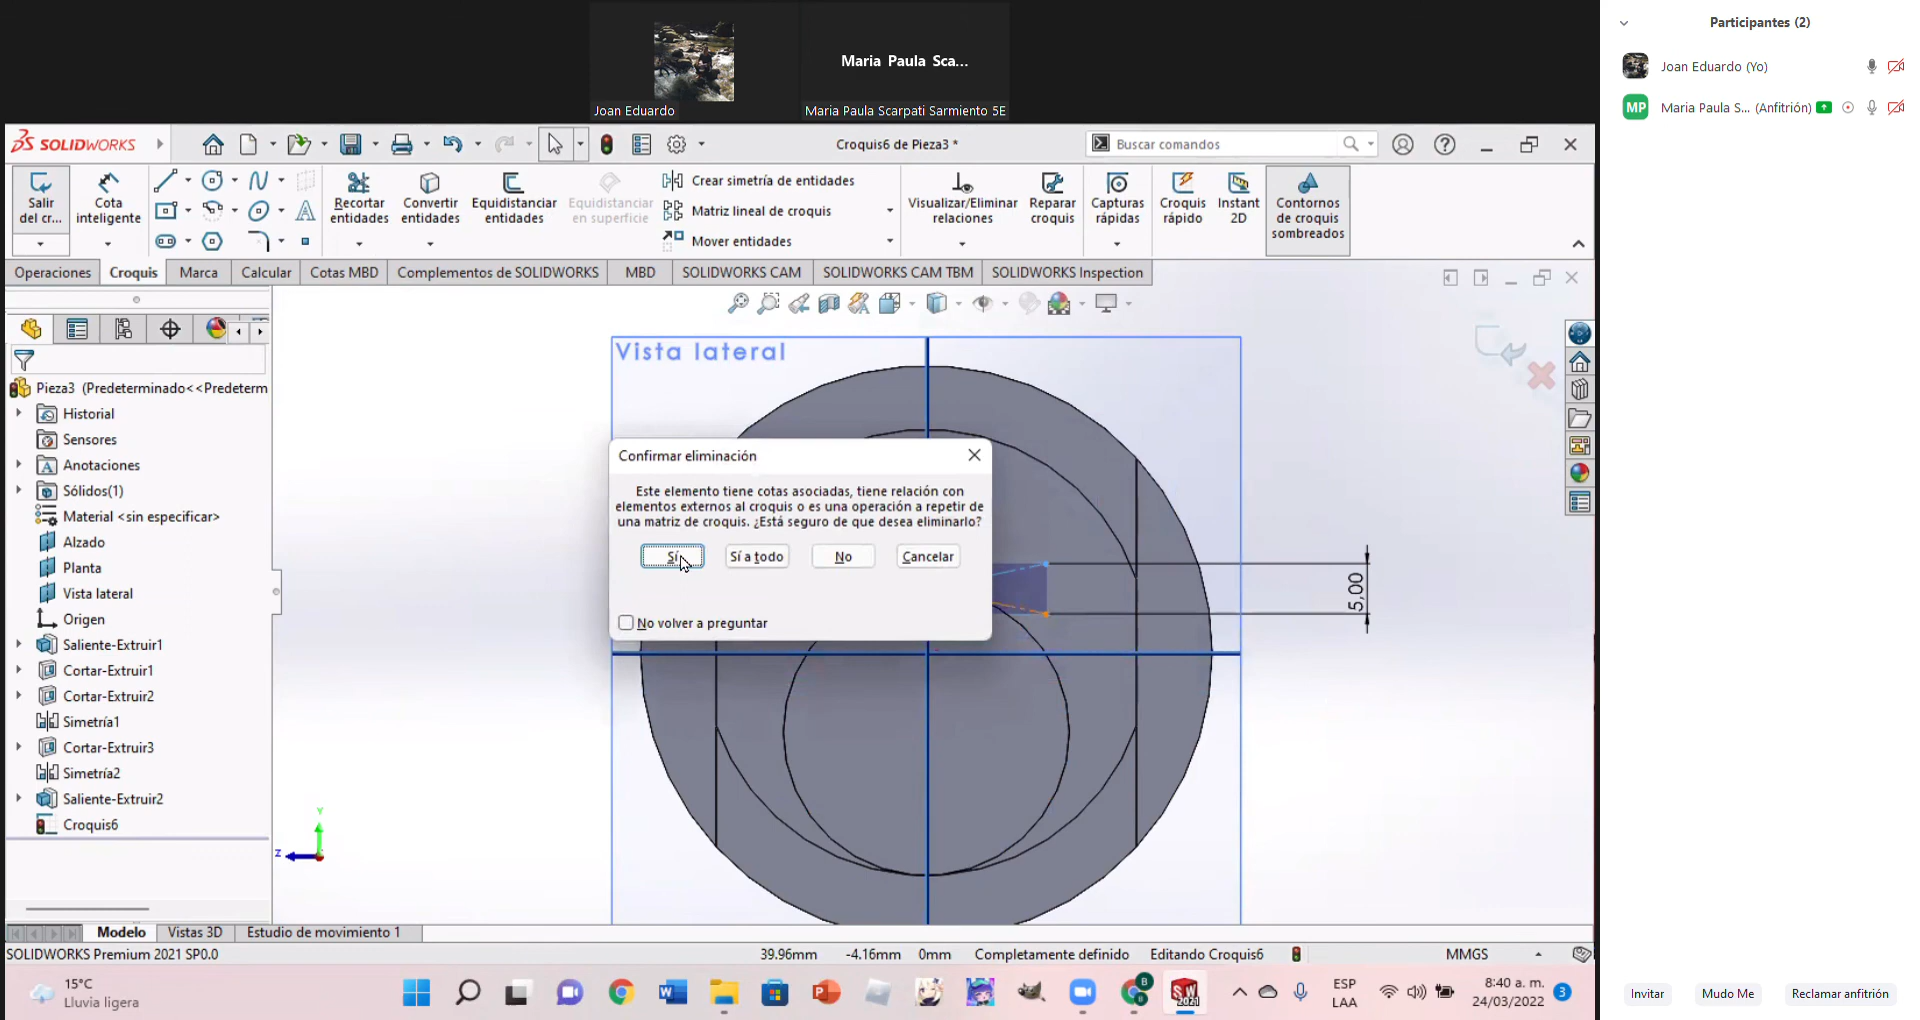 Maria Paula Sca...
Joan Eduardo
Maria Paula Scarpati Sarmiento 5E
Participantes (2)
Joan Eduardo (Yo)
MP
Maria Paula S... (Anfitrión)
SOLIDWORKS
Croquis6 de Pieza3 *
Buscar comandos
Salir
del cr...
Cota
inteligente
Recortar
entidades
Convertir
entidades
Equidistanciar
entidades
Equidistanciar
en superficie
Crear simetría de entidades
Matriz lineal de croquis
Mover entidades
Visualizar/Eliminar
relaciones
Reparar
croquis
Capturas
rápidas
Croquis
rápido
Instant
2D
Contornos
de croquis
sombreados
Operaciones
Croquis
Marca
Calcular
Cotas MBD
Complementos de SOLIDWORKS
MBD
SOLIDWORKS CAM
SOLIDWORKS CAM TBM
SOLIDWORKS Inspection
Pieza3 (Predeterminado<<Predeterm
Historial
Sensores
Anotaciones
Sólidos(1)
Material <sin especificar>
Alzado
Planta
Vista lateral
Origen
Saliente-Extruir1
Cortar-Extruir1
Cortar-Extruir2
Simetría1
Cortar-Extruir3
Simetría2
Saliente-Extruir2
Croquis6
Vista lateral
Confirmar eliminación
Este elemento tiene cotas asociadas, tiene relación con
elementos externos al croquis o es una operación a repetir de
una matriz de croquis. ¿Está seguro de que desea eliminarlo?
Sí
Sí a todo
No
Cancelar
No volver a preguntar
5,00
Y
Z
Modelo
Vistas 3D
Estudio de movimiento 1
SOLIDWORKS Premium 2021 SP0.0
39.96mm
-4.16mm
0mm
Completamente definido
Editando Croquis6
MMGS
15°C
Lluvia ligera
ESP
LAA
8:40 a. m.
24/03/2022
3
Invitar
Mudo Me
Reclamar anfitrión